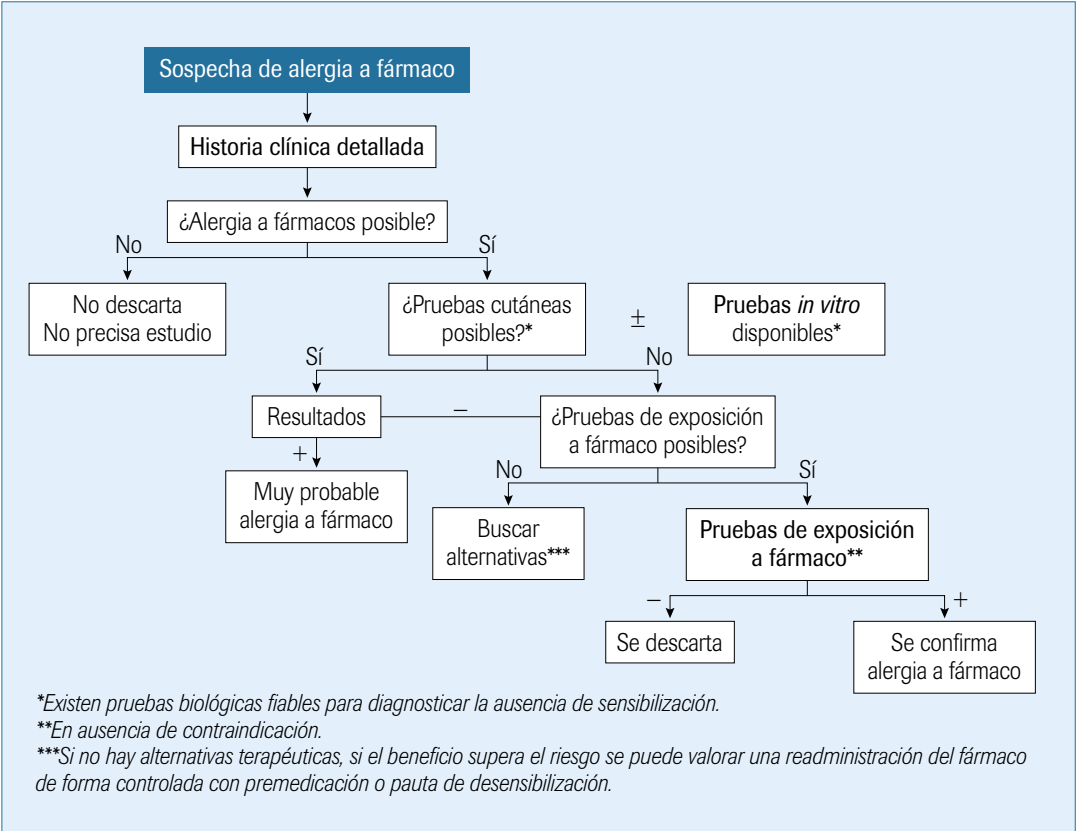 Sospecha de alergia a fármaco
Historia clínica detallada
¿Alergia a fármacos posible?
No
Sí
No descarta
No precisa estudio
¿Pruebas cutáneas
posibles?*
±
Pruebas in vitro
disponibles*
Sí
No
Resultados
–
¿Pruebas de exposición
a fármaco posibles?
+
Muy probable
alergia a fármaco
No
Sí
Buscar
alternativas***
Pruebas de exposición
a fármaco**
–
+
Se descarta
Se confirma
alergia a fármaco
*Existen pruebas biológicas fiables para diagnosticar la ausencia de sensibilización.
**En ausencia de contraindicación.
***Si no hay alternativas terapéuticas, si el beneficio supera el riesgo se puede valorar una readministración del fármaco
de forma controlada con premedicación o pauta de desensibilización.